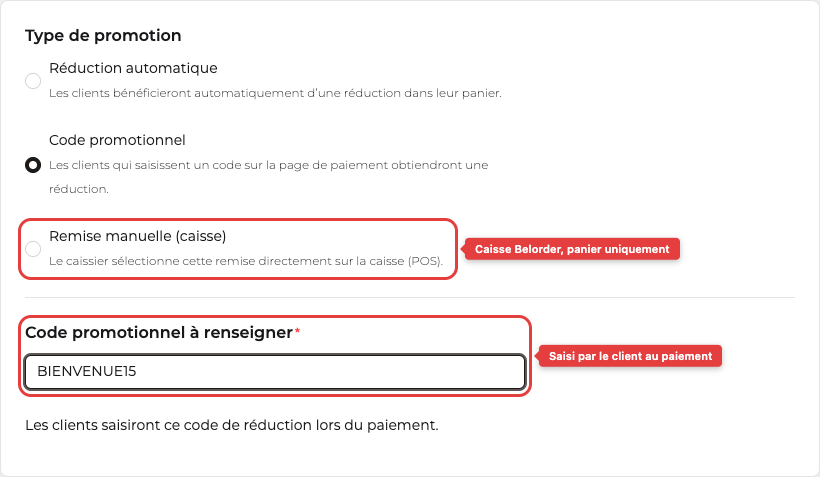 Type de promotion
Réduction automatique
Les clients bénéficieront automatiquement d'une réduction dans leur panier.
Code promotionnel
Les clients qui saisissent un code sur la page de paiement obtiendront une
réduction.
Remise manuelle (caisse)
Le caissier sélectionne cette remise directement sur la caisse (POS).
Caisse Belorder, panier uniquement
Code promotionnel à renseigner*
BIENVENUE15
Saisi par le client au paiement
Les clients saisiront ce code de réduction lors du paiement.